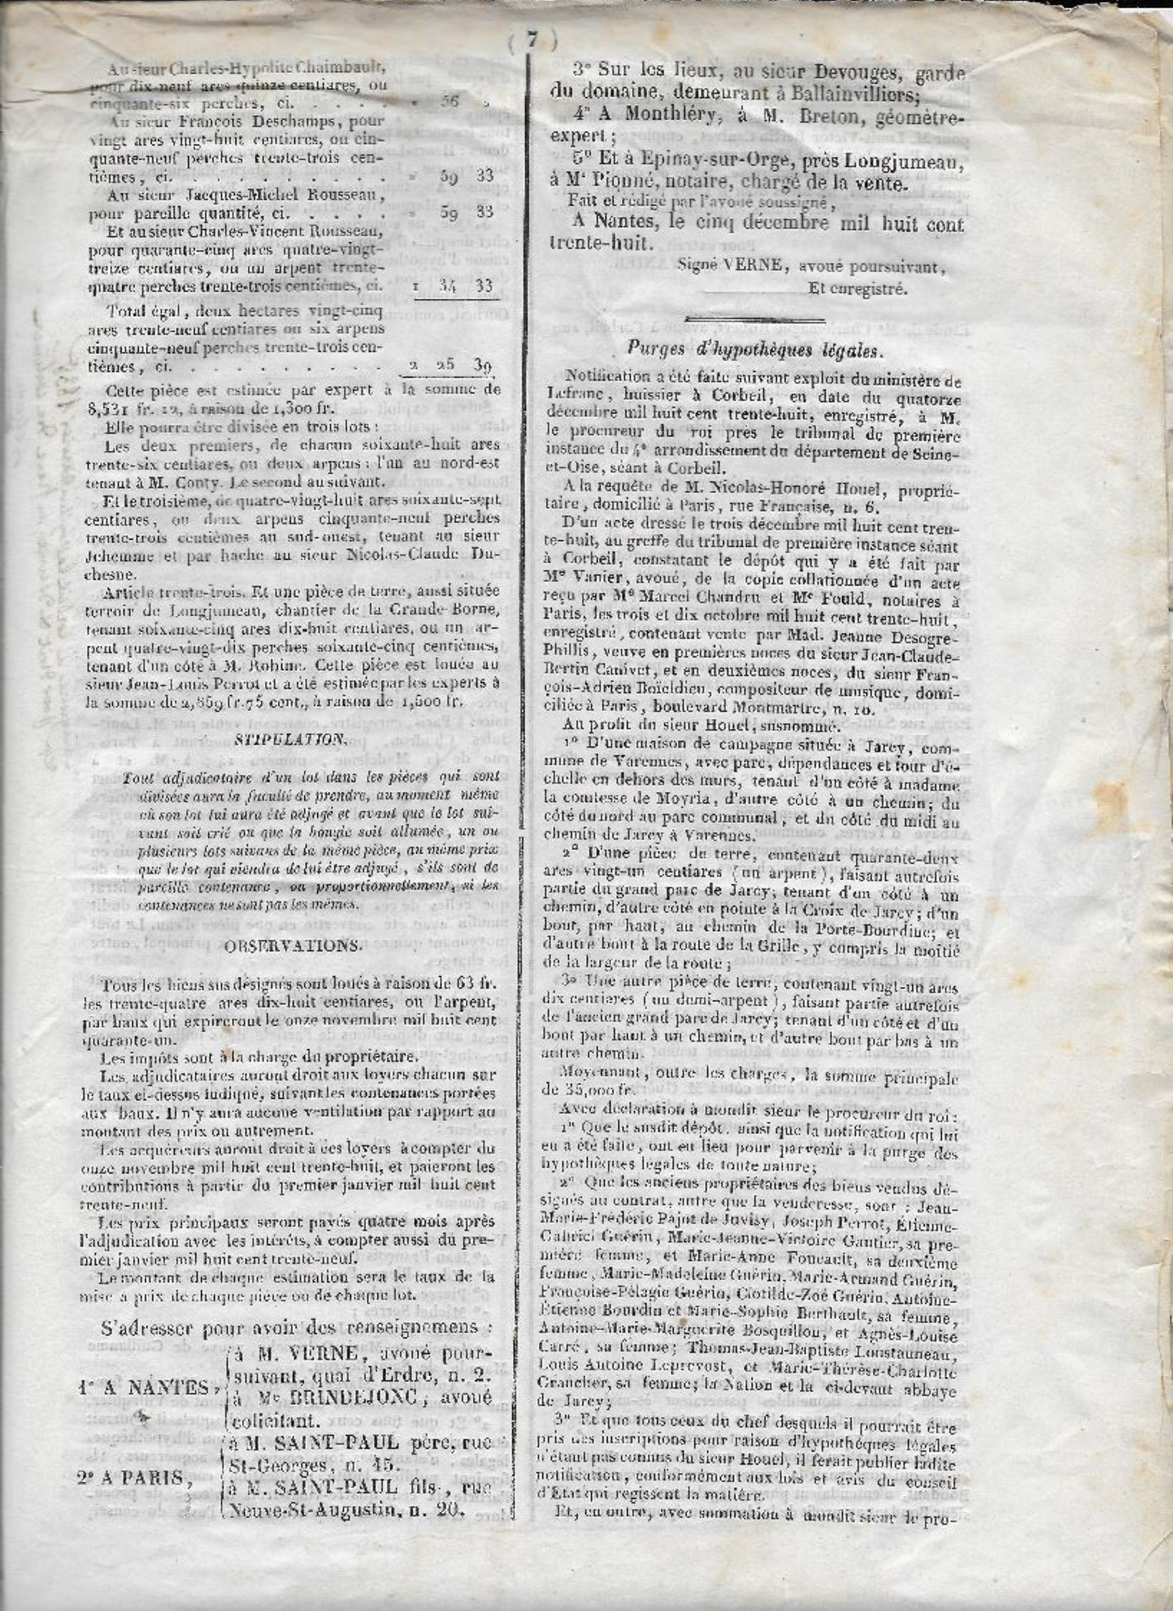 ( 7 )
Au sieur Charles-Hypolite Chaimbault,
pour dix-neuf ares quinze centiares, ou
cinquante-six perches, ci. . . . . » 56 »
Au sieur François Deschamps, pour
vingt ares vingt-huit centiares, ou cin-
quante-neuf perches trente-trois cen-
tièmes, ci. . . . . . . . . . » 59 33
Au sieur Jacques-Michel Rousseau,
pour pareille quantité, ci. . . . . » 59 33
Et au sieur Charles-Vincent Rousseau,
pour quarante-cinq ares quatre-vingt-
treize centiares, ou un arpent trente-
quatre perches trente-trois centièmes, ci. 1 34 33
Total égal, deux hectares vingt-cinq
ares trente-neuf centiares ou six arpens
cinquante-neuf perches trente-trois cen-
tièmes, ci. . . . . . . . . . 2 25 39
Cette pièce est estimée par expert à la somme de
8,531 fr. 12, à raison de 1,300 fr.
Elle pourra être divisée en trois lots :
Les deux premiers, de chacun soixante-huit ares
trente-six centiares, ou deux arpens : l'un au nord-est
tenant à M. Conty. Le second au suivant.
Et le troisième, de quatre-vingt-huit ares soixante-sept
centiares, ou deux arpens cinquante-neuf perches
trente-trois centièmes au sud-ouest, tenant au sieur
Jehemme et par hache au sieur Nicolas-Claude Du-
chesne.
Article trente-trois. Et une pièce de terre, aussi située
terroir de Longjumeau, chantier de la Grande-Borne,
tenant soixante-cinq ares dix-huit centiares, ou un ar-
pent quatre-vingt-dix perches soixante-cinq centièmes,
tenant d'un côté à M. Robine. Cette pièce est louée au
sieur Jean-Louis Perrot et a été estimée par les experts à
la somme de 2,859 fr. 75 cent., à raison de 1,500 fr.
STIPULATION.
Tout adjudicataire d'un lot dans les pièces qui sont
divisées aura la faculté de prendre, au moment même
où son lot lui aura été adjugé et avant que le lot sui-
vant soit crié ou que la bougie soit allumée, un ou
plusieurs lots suivans de la même pièce, au même prix
que le lot qui viendra de lui être adjugé, s'ils sont de
pareille contenance, ou proportionnellement, si les
contenances ne sont pas les mêmes.
OBSERVATIONS.
Tous les biens sus désignés sont loués à raison de 63 fr.
les trente-quatre ares dix-huit centiares, ou l'arpent,
par baux qui expireront le onze novembre mil huit cent
quarante-un.
Les impôts sont à la charge du propriétaire.
Les adjudicataires auront droit aux loyers chacun sur
le taux ci-dessus indiqué, suivant les contenances portées
aux baux. Il n'y aura aucune ventilation par rapport au
montant des prix ou autrement.
Les acquéreurs auront droit à ces loyers à compter du
onze novembre mil huit cent trente-huit, et paieront les
contributions à partir du premier janvier mil huit cent
trente-neuf.
Les prix principaux seront payés quatre mois après
l'adjudication avec les intérêts, à compter aussi du pre-
mier janvier mil huit cent trente-neuf.
Le montant de chaque estimation sera le taux de la
mise à prix de chaque pièce ou de chaque lot.
S'adresser pour avoir des renseignemens :
1° A NANTES,
à M. VERNE, avoué pour-
suivant, quai d'Erdre, n. 2.
à Me BRINDEJONC, avoué
colicitant.
2° A PARIS,
à M. SAINT-PAUL père, rue
St-Georges, n. 45.
à M. SAINT-PAUL fils, rue
Neuve-St-Augustin, n. 20.
3° Sur les lieux, au sieur Devouges, garde
du domaine, demeurant à Ballainvilliers;
4° A Monthléry, à M. Breton, géomètre-
expert ;
5° Et à Epinay-sur-Orge, près Longjumeau,
à Me Pionné, notaire, chargé de la vente.
Fait et rédigé par l'avoué soussigné,
A Nantes, le cinq décembre mil huit cent
trente-huit.
Signé VERNE, avoué poursuivant,
Et enregistré.
Purges d'hypothèques légales.
Notification a été faite suivant exploit du ministère de
Lefranc, huissier à Corbeil, en date du quatorze
décembre mil huit cent trente-huit, enregistré, à M.
le procureur du roi près le tribunal de première
instance du 4e arrondissement du département de Seine-
et-Oise, séant à Corbeil.
A la requête de M. Nicolas-Honoré Houel, proprié-
taire, domicilié à Paris, rue Française, n. 6.
D'un acte dressé le trois décembre mil huit cent tren-
te-huit, au greffe du tribunal de première instance séant
à Corbeil, constatant le dépôt qui y a été fait par
Me Vanier, avoué, de la copie collationnée d'un acte
reçu par Me Marcel Chandru et Me Fould, notaires à
Paris, les trois et dix octobre mil huit cent trente-huit,
enregistré, contenant vente par Mad. Jeanne Desogre-
Phillis, veuve en premières noces du sieur Jean-Claude-
Bertin Canivet, et en deuxièmes noces, du sieur Fran-
çois-Adrien Boïeldieu, compositeur de musique, domi-
ciliée à Paris, boulevard Montmartre, n. 10.
Au profit du sieur Houel, susnommé.
1° D'une maison de campagne située à Jarcy, com-
mune de Varennes, avec parc, dépendances et tour d'é-
chelle en dehors des murs, tenant d'un côté à madame
la comtesse de Moyria, d'autre côté à un chemin; du
côté du nord au parc communal, et du côté du midi au
chemin de Jarcy à Varennes.
2° D'une pièce de terre, contenant quarante-deux
ares vingt-un centiares (un arpent), faisant autrefois
partie du grand parc de Jarcy; tenant d'un côté à un
chemin, d'autre côté en pointe à la Croix de Jarcy; d'un
bout, par haut, au chemin de la Porte-Bourdine; et
d'autre bout à la route de la Grille, y compris la moitié
de la largeur de la route;
3° Une autre pièce de terre, contenant vingt-un ares
dix centiares (un demi-arpent), faisant partie autrefois
de l'ancien grand parc de Jarcy; tenant d'un côté et d'un
bout par haut à un chemin, et d'autre bout par bas à un
autre chemin.
Moyennant, outre les charges, la somme principale
de 35,000 fr.
Avec déclaration à mondit sieur le procureur du roi :
1° Que le susdit dépôt, ainsi que la notification qui lui
en a été faite, ont eu lieu pour parvenir à la purge des
hypothèques légales de toute nature;
2° Que les anciens propriétaires des biens vendus dé-
signés au contrat, autre que la venderesse, sont : Jean-
Marie-Frédéric Pajot de Juvisy, Joseph Perrot, Étienne-
Gabriel Guérin, Marie-Jeanne-Victoire Gautier, sa pre-
mière femme, et Marie-Anne Foucault, sa deuxième
femme, Marie-Madeleine Guérin, Marie-Armand Guérin,
Françoise-Pélagie Guérin, Clotilde-Zoé Guérin, Antoine-
Étienne Bourdin et Marie-Sophie Berthault, sa femme,
Antoine-Marie-Marguerite Bosquillon, et Agnès-Louise
Carré, sa femme; Thomas-Jean-Baptiste Loustauneau,
Louis Antoine Leprevost, et Marie-Thérèse-Charlotte
Grancher, sa femme; la Nation et la ci-devant abbaye
de Jarcy;
3° Et que tous ceux du chef desquels il pourrait être
pris des inscriptions pour raison d'hypothèques légales
n'étant pas connus du sieur Houel, il ferait publier ladite
notification, conformément aux lois et avis du conseil
d'État qui régissent la matière.
Et, en outre, avec sommation à mondit sieur le pro-